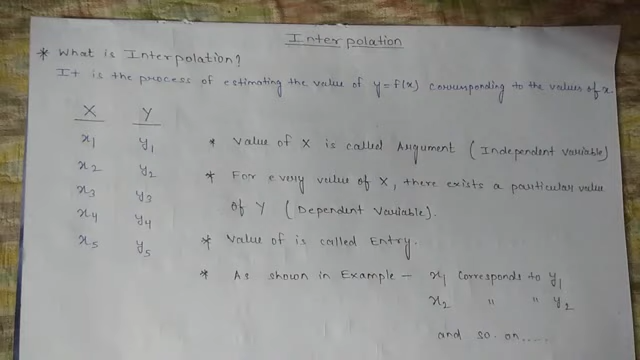 Interpolation
* What is Interpolation?
It is the process of estimating the value of y=f(x) corresponding to the values of x.
X Y
x₁ y₁
x₂ y₂
x₃ y₃
x₄ y₄
x₅ y₅
* Value of X is called Argument (Independent Variable)
* For every value of X, there exists a particular value
of Y (Dependent Variable).
* Value of is called Entry.
* As shown in Example – x₁ corresponds to y₁
x₂ " " y₂
and so on.....